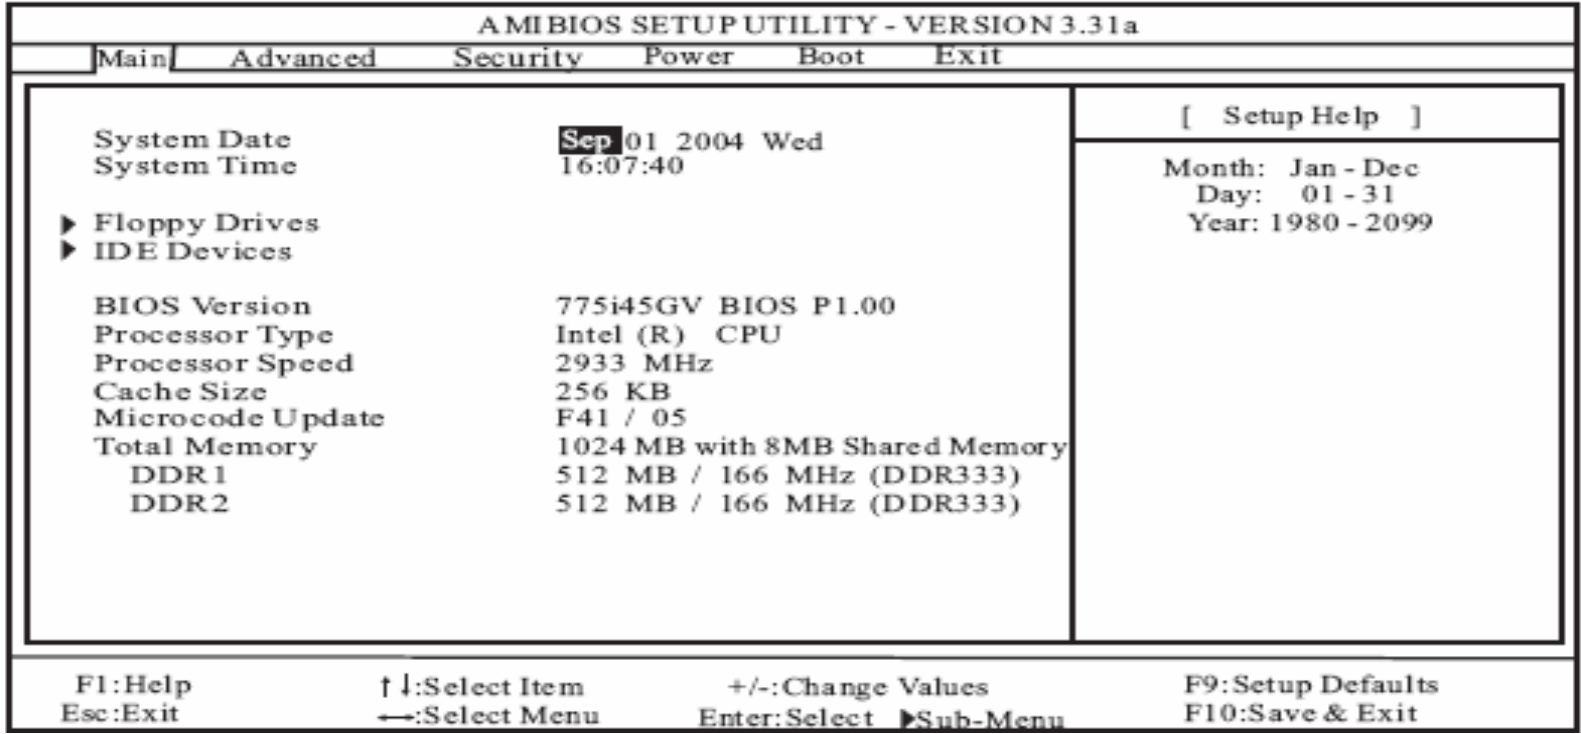 AMIBIOS SETUP UTILITY - VERSION 3.31a
Main Advanced Security Power Boot Exit
[ Setup Help ]
System Date Sep 01 2004 Wed
System Time 16:07:40
Month: Jan - Dec
Day: 01 - 31
Year: 1980 - 2099
Floppy Drives
IDE Devices
BIOS Version 775i45GV BIOS P1.00
Processor Type Intel (R) CPU
Processor Speed 2933 MHz
Cache Size 256 KB
Microcode Update F41 / 05
Total Memory 1024 MB with 8MB Shared Memory
DDR1 512 MB / 166 MHz (DDR333)
DDR2 512 MB / 166 MHz (DDR333)
F1:Help ↑↓:Select Item +/-:Change Values F9:Setup Defaults
Esc:Exit ←→:Select Menu Enter:Select ▶Sub-Menu F10:Save & Exit